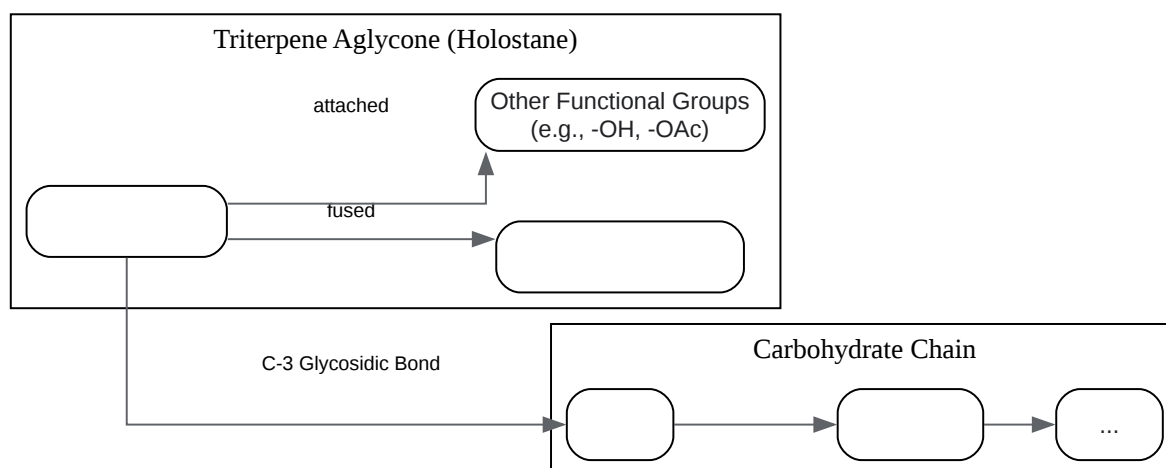 Triterpene Aglycone (Holostane)
attached
Other Functional Groups
(e.g., -OH, -OAc)
fused
C-3 Glycosidic Bond
Carbohydrate Chain
...